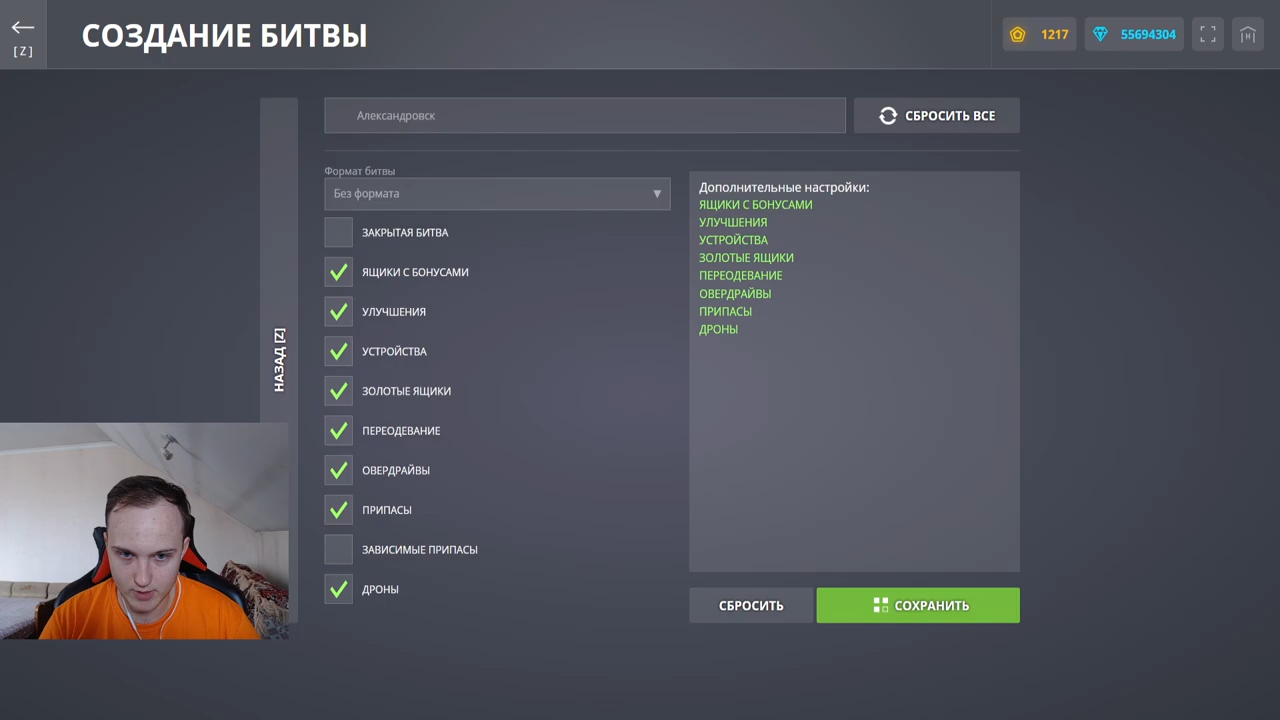 СОЗДАНИЕ БИТВЫ
[Z]
1217
55694304
Александровск
СБРОСИТЬ ВСЕ
НАЗАД [Z]
Формат битвы
Без формата
ЗАКРЫТАЯ БИТВА
ЯЩИКИ С БОНУСАМИ
УЛУЧШЕНИЯ
УСТРОЙСТВА
ЗОЛОТЫЕ ЯЩИКИ
ПЕРЕОДЕВАНИЕ
ОВЕРДРАЙВЫ
ПРИПАСЫ
ЗАВИСИМЫЕ ПРИПАСЫ
ДРОНЫ
Дополнительные настройки:
ЯЩИКИ С БОНУСАМИ
УЛУЧШЕНИЯ
УСТРОЙСТВА
ЗОЛОТЫЕ ЯЩИКИ
ПЕРЕОДЕВАНИЕ
ОВЕРДРАЙВЫ
ПРИПАСЫ
ДРОНЫ
СБРОСИТЬ
СОХРАНИТЬ